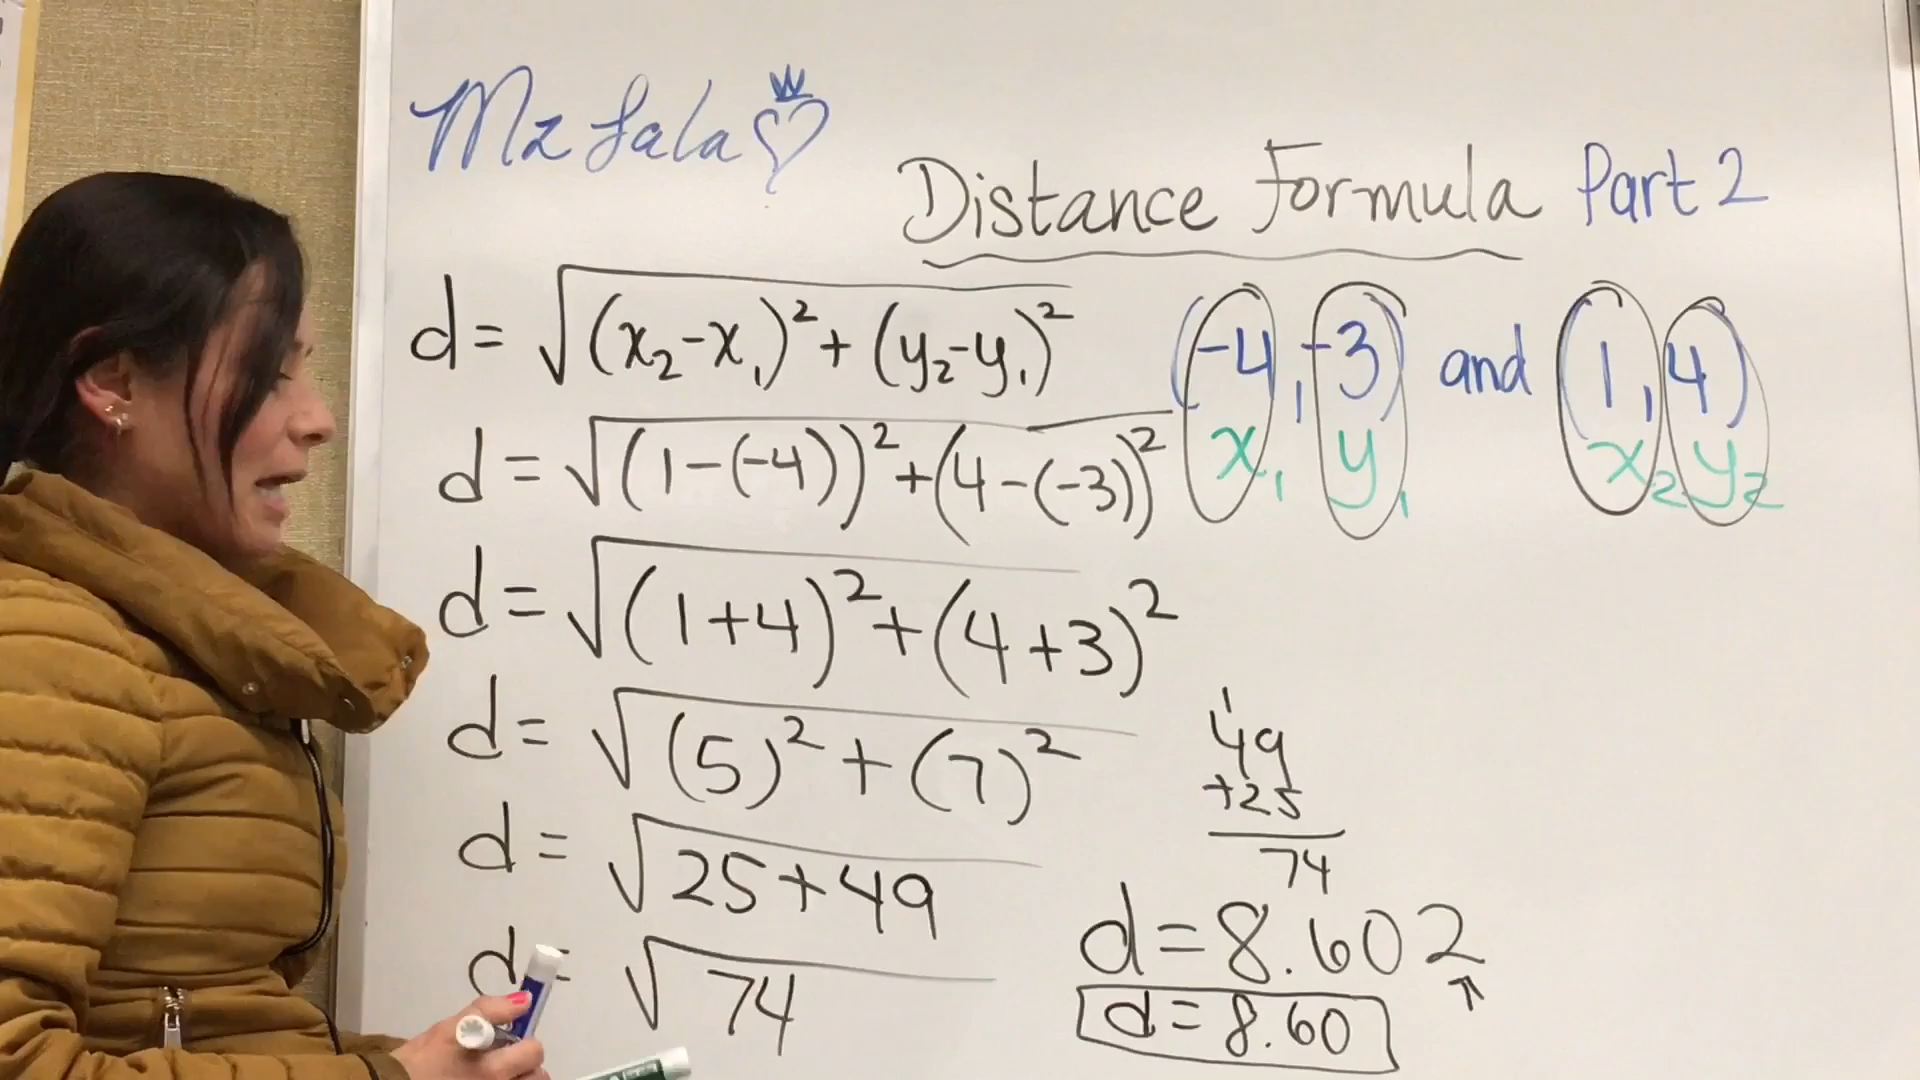 Mz Lala
Distance Formula Part 2
d = √(x₂-x₁)² + (y₂-y₁)²
(-4, -3) and (1, 4)
x₁ y₁ x₂ y₂
d = √(1-(-4))² + (4-(-3))²
d = √(1+4)² + (4+3)²
d = √(5)² + (7)²
d = √25+49
d = √74
1
49
+25
74
d = 8.602
d = 8.60